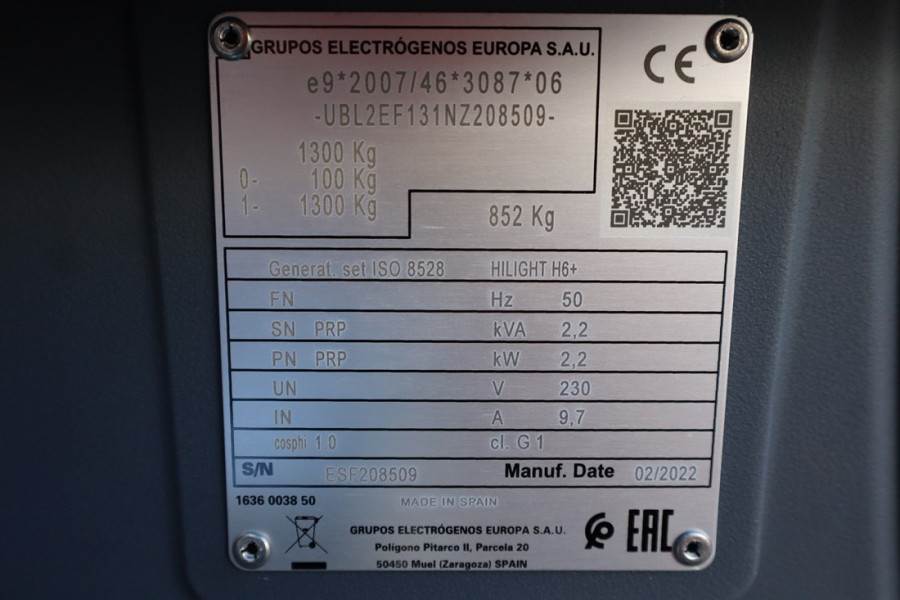 GRUPOS ELECTRÓGENOS EUROPA S.A.U.
CE
e9*2007/46*3087*06
-UBL2EF131NZ208509-
1300 Kg
0- 100 Kg
1- 1300 Kg
852 Kg
Generat. set ISO 8528 HILIGHT H6+
FN Hz 50
SN PRP kVA 2,2
PN PRP kW 2,2
UN V 230
IN A 9,7
cosphi 1.0 cl. G 1
S/N ESF208509 Manuf. Date 02/2022
1636 0038 50
MADE IN SPAIN
GRUPOS ELECTRÓGENOS EUROPA S.A.U.
Polígono Pitarco II, Parcela 20
50450 Muel (Zaragoza) SPAIN
EAC